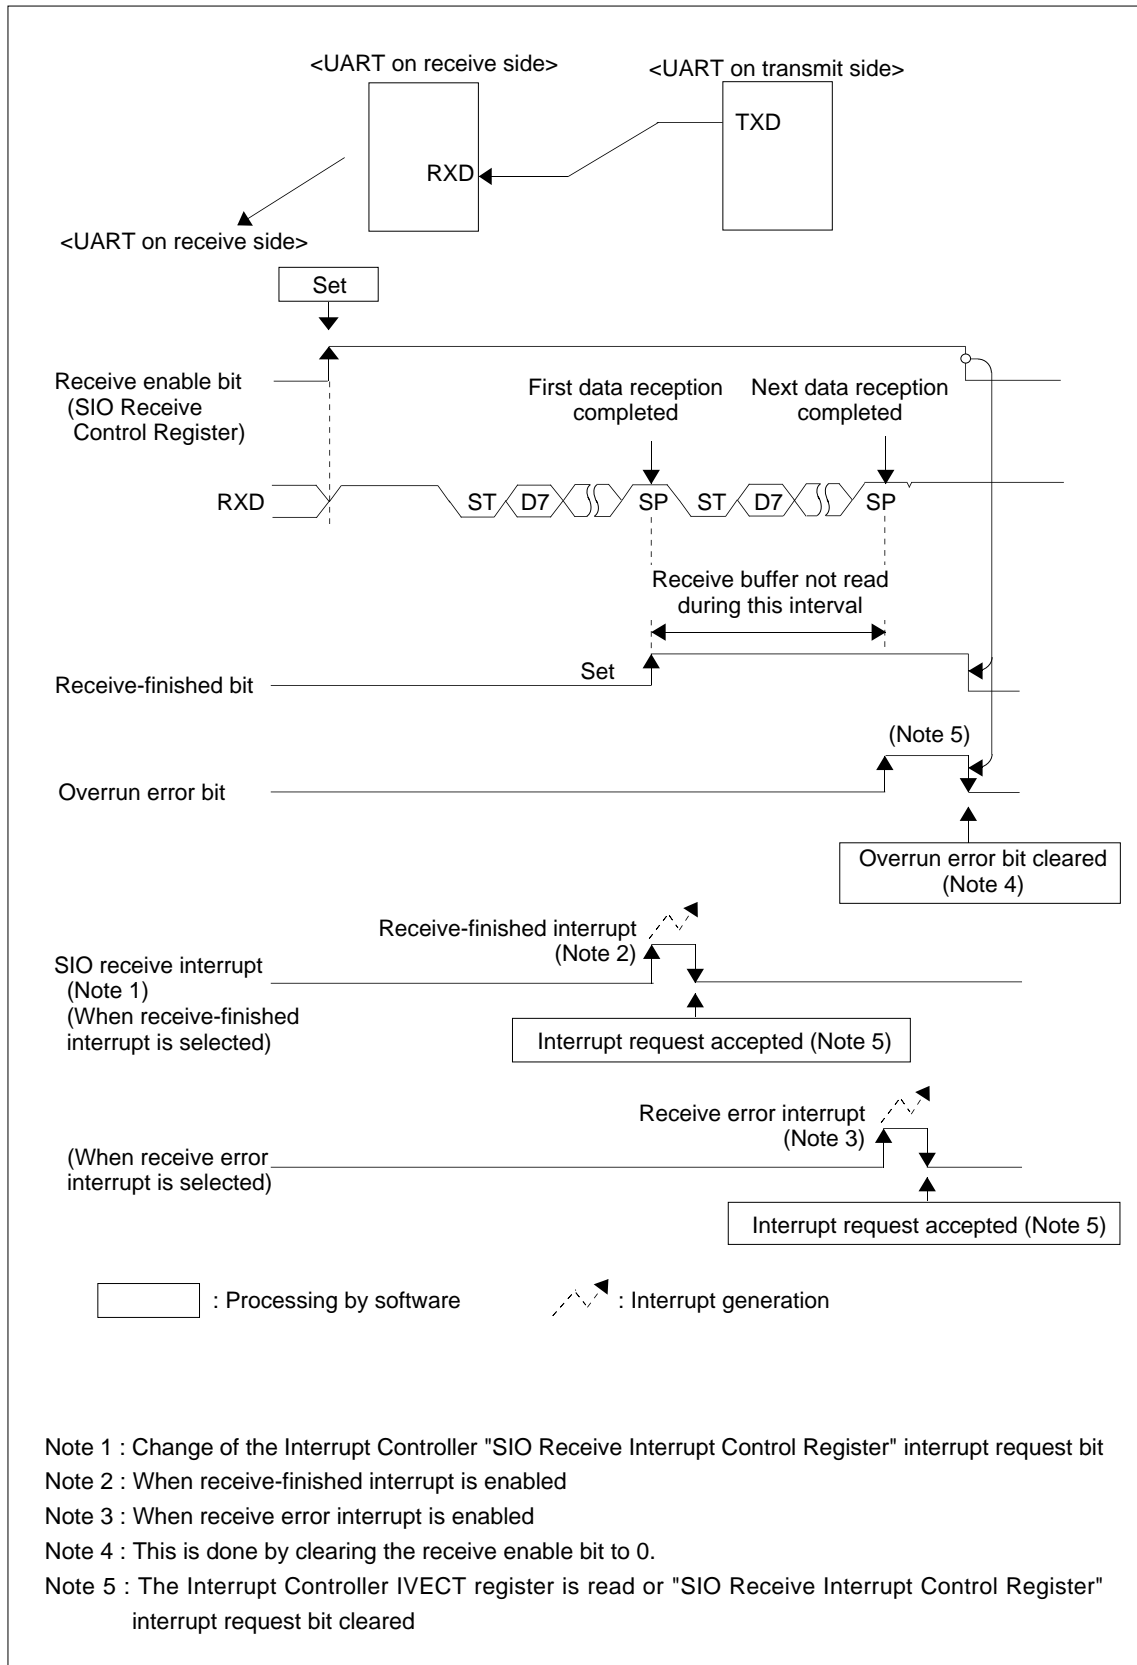 <UART on receive side>
<UART on transmit side>
TXD
RXD
<UART on receive side>
Set
Receive enable bit
(SIO Receive
Control Register)
First data reception
completed
Next data reception
completed
RXD
ST
D7
SP
ST
D7
SP
Receive buffer not read
during this interval
Set
Receive-finished bit
(Note 5)
Overrun error bit
Overrun error bit cleared
(Note 4)
Receive-finished interrupt
(Note 2)
SIO receive interrupt
(Note 1)
(When receive-finished
interrupt is selected)
Interrupt request accepted (Note 5)
Receive error interrupt
(Note 3)
(When receive error
interrupt is selected)
Interrupt request accepted (Note 5)
: Processing by software
: Interrupt generation
Note 1 : Change of the Interrupt Controller "SIO Receive Interrupt Control Register" interrupt request bit
Note 2 : When receive-finished interrupt is enabled
Note 3 : When receive error interrupt is enabled
Note 4 : This is done by clearing the receive enable bit to 0.
Note 5 : The Interrupt Controller IVECT register is read or "SIO Receive Interrupt Control Register"
interrupt request bit cleared